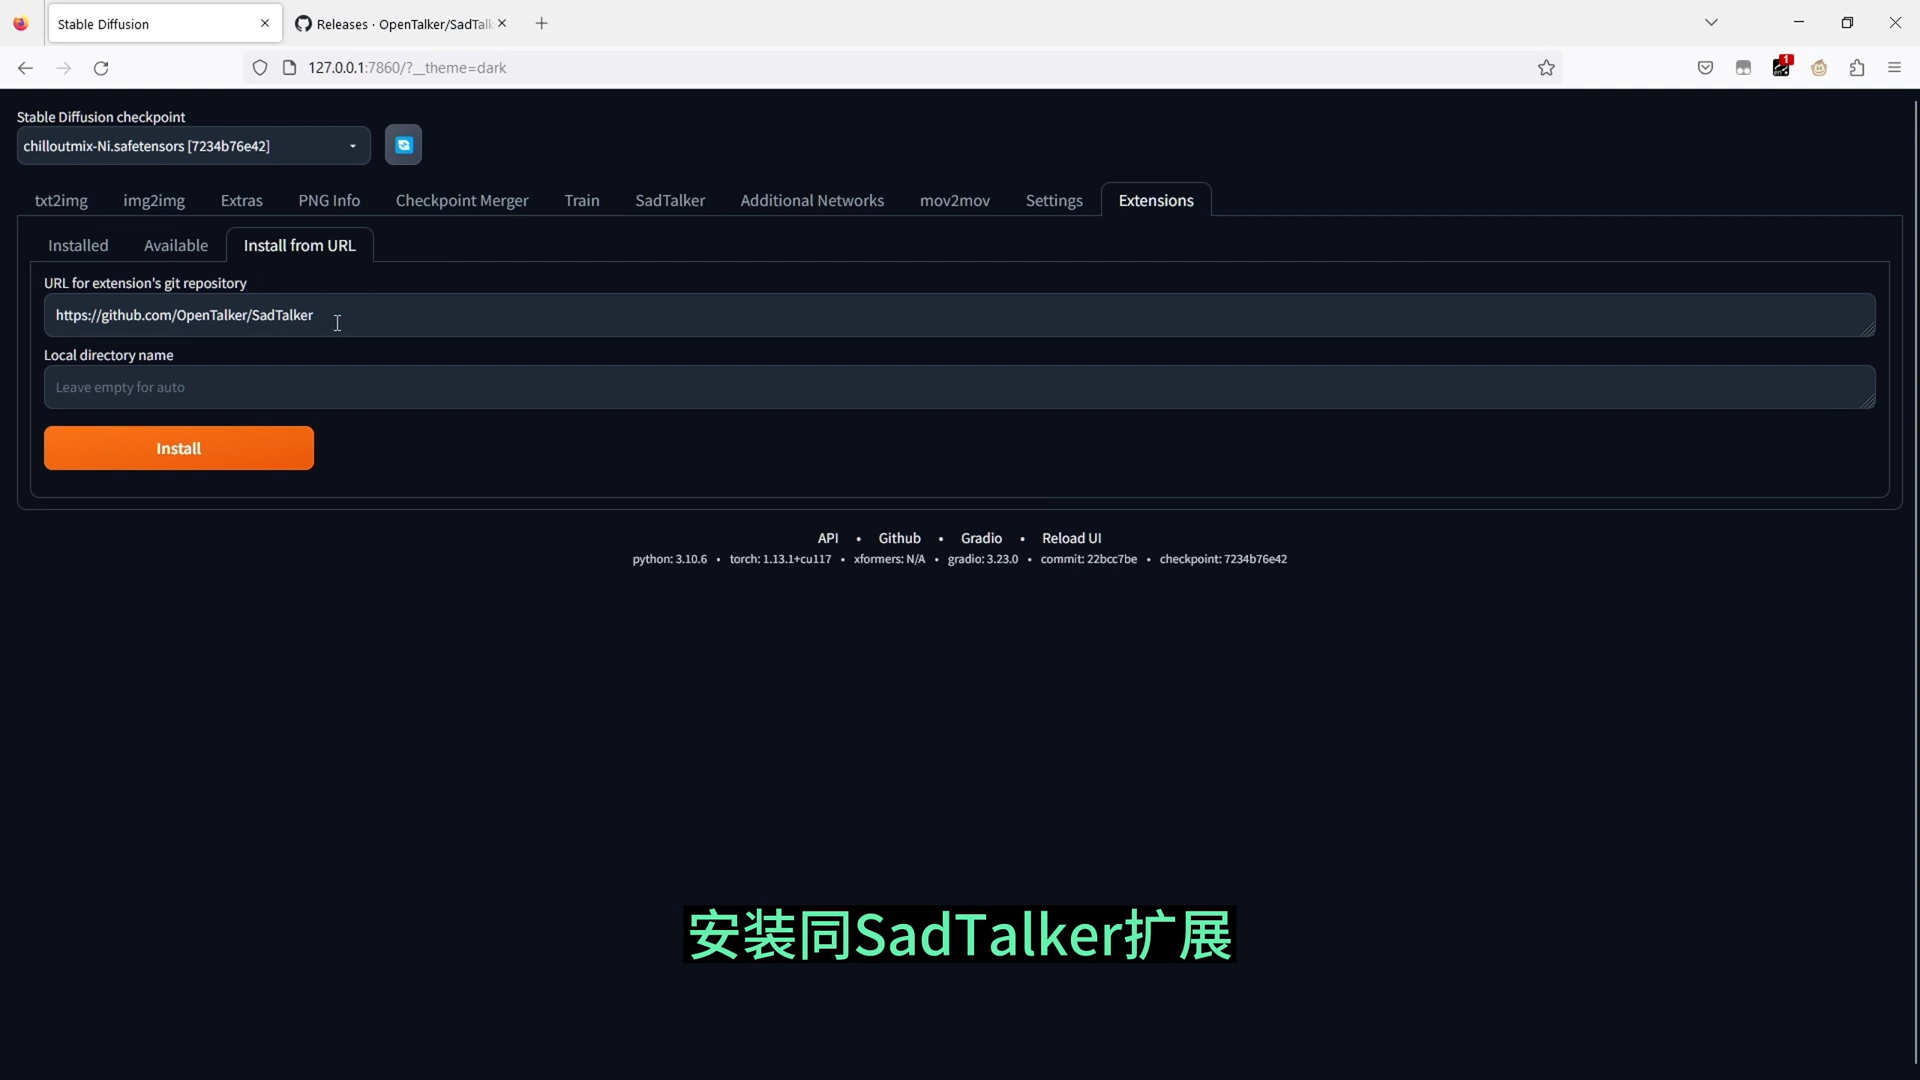 Stable Diffusion
Releases · OpenTalker/SadTalk
127.0.0.1:7860/?__theme=dark
1
Stable Diffusion checkpoint
chilloutmix-Ni.safetensors [7234b76e42]
txt2img img2img Extras PNG Info Checkpoint Merger Train SadTalker Additional Networks mov2mov Settings Extensions
Installed Available Install from URL
URL for extension's git repository
https://github.com/OpenTalker/SadTalker
Local directory name
Leave empty for auto
Install
API • Github • Gradio • Reload UI
python: 3.10.6 • torch: 1.13.1+cu117 • xformers: N/A • gradio: 3.23.0 • commit: 22bcc7be • checkpoint: 7234b76e42
安装同SadTalker扩展